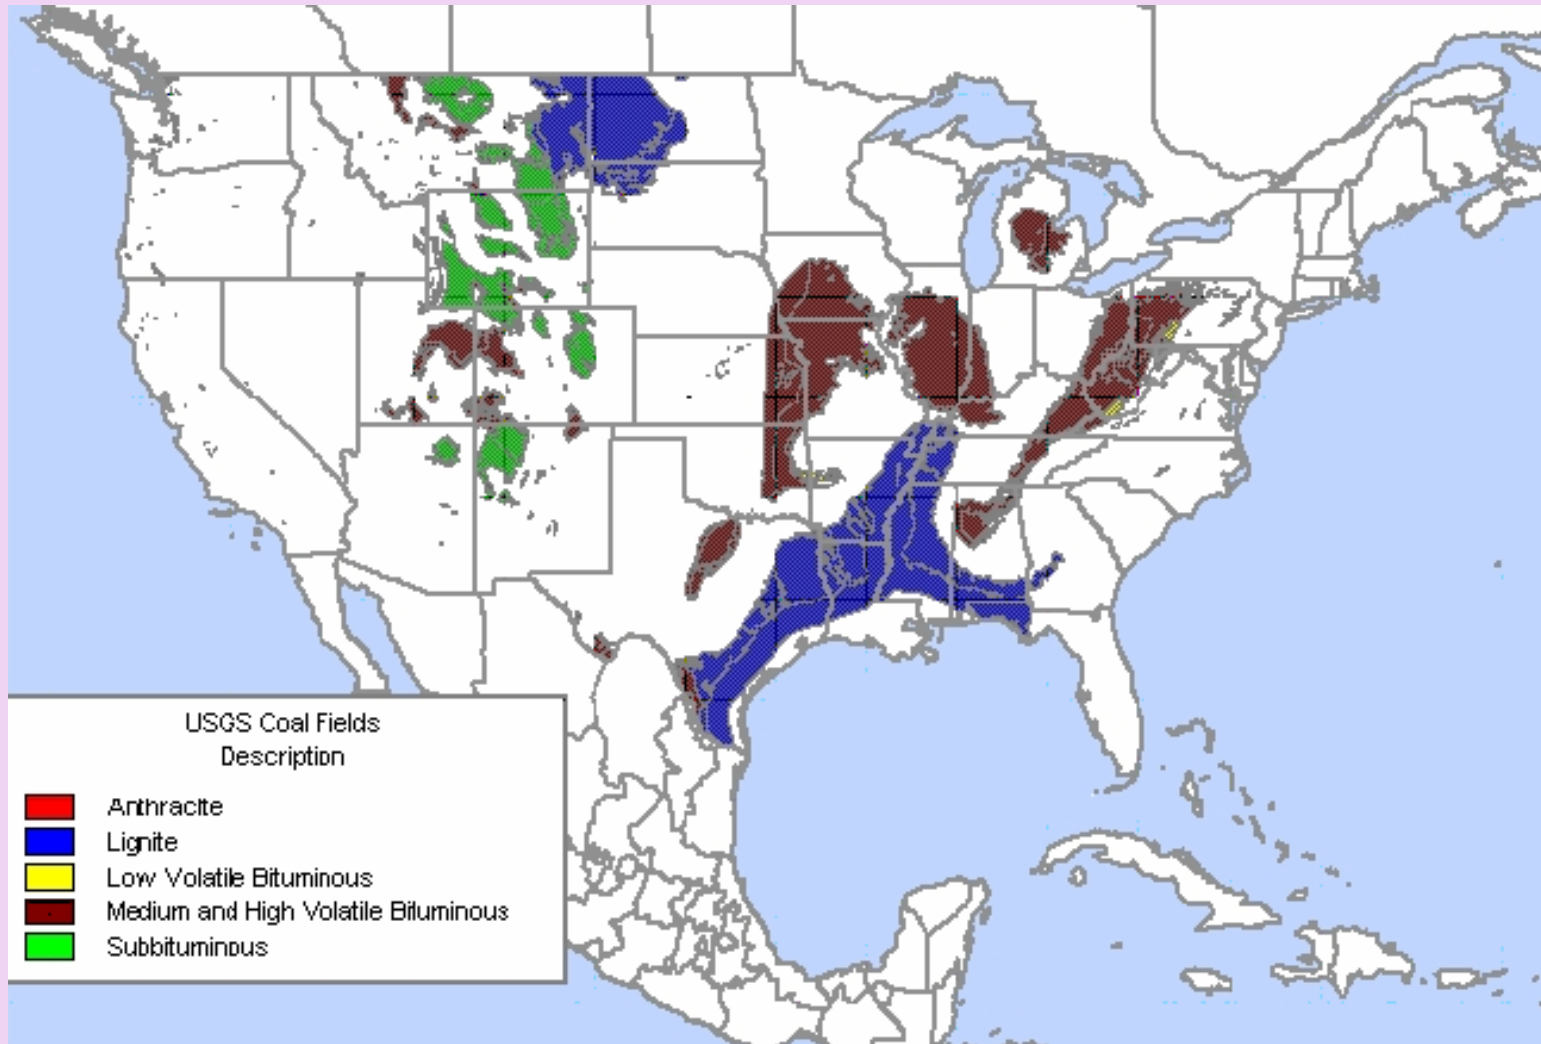 USGS Coal Fields
Description
Anthracite
Lignite
Low Volatile Bituminous
Medium and High Volatile Bituminous
Subbituminous